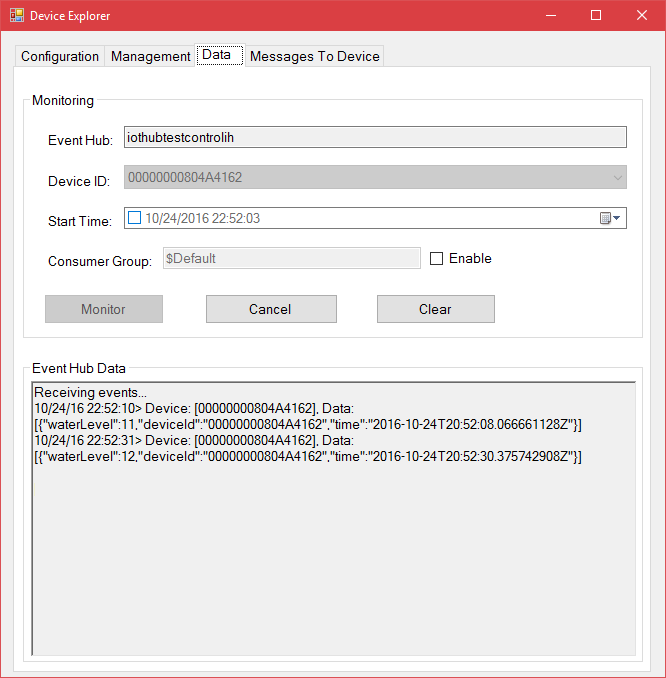 Device Explorer
Configuration Management Data Messages To Device
Monitoring
Event Hub: iothubtestcontrolih
Device ID: 00000000804A4162
Start Time: 10/24/2016 22:52:03
Consumer Group: $Default Enable
Monitor Cancel Clear
Event Hub Data
Receiving events...
10/24/16 22:52:10> Device: [00000000804A4162], Data:
[{"waterLevel":11,"deviceId":"00000000804A4162","time":"2016-10-24T20:52:08.066661128Z"}]
10/24/16 22:52:31> Device: [00000000804A4162], Data:
[{"waterLevel":12,"deviceId":"00000000804A4162","time":"2016-10-24T20:52:30.375742908Z"}]